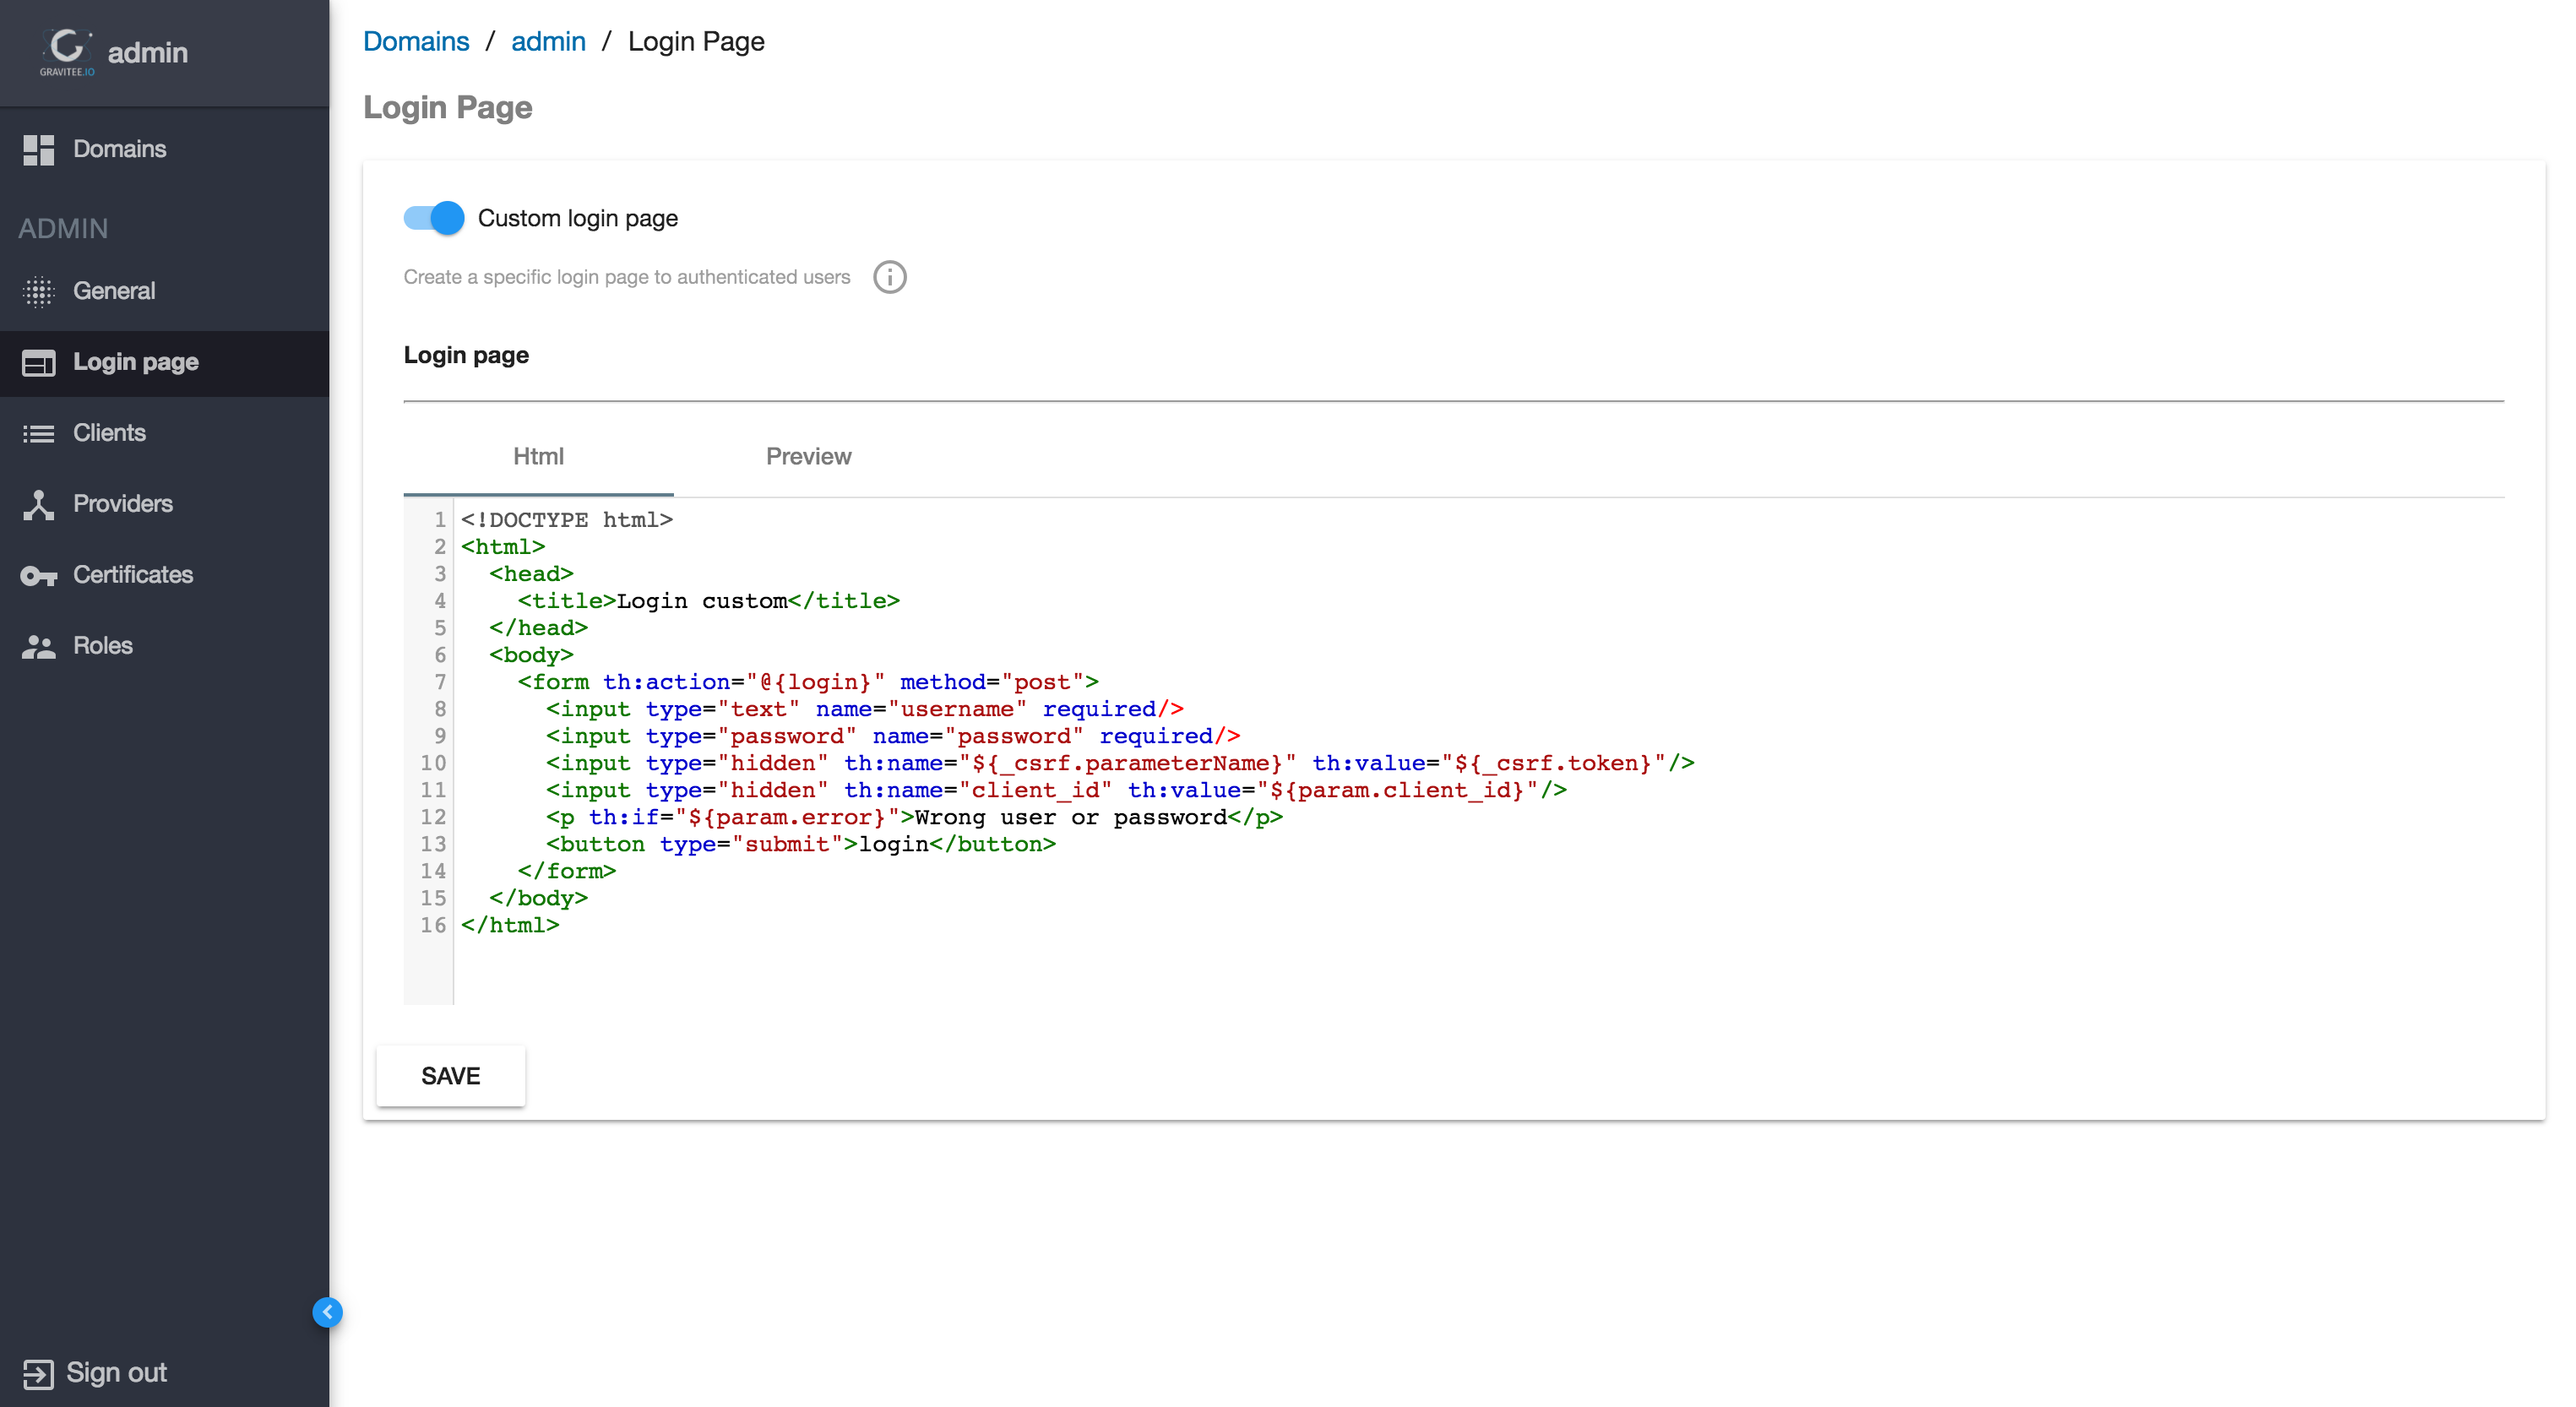 GRAVITEE.IO
admin
Domains
ADMIN
General
Login page
Clients
Providers
Certificates
Roles
Sign out
Domains / admin / Login Page
Login Page
Custom login page
Create a specific login page to authenticated users
Login page
Html Preview
1 <!DOCTYPE html>
2 <html>
3   <head>
4     <title>Login custom</title>
5   </head>
6   <body>
7     <form th:action="@{login}" method="post">
8       <input type="text" name="username" required/>
9       <input type="password" name="password" required/>
10       <input type="hidden" th:name="${_csrf.parameterName}" th:value="${_csrf.token}"/>
11       <input type="hidden" th:name="client_id" th:value="${param.client_id}"/>
12       <p th:if="${param.error}">Wrong user or password</p>
13       <button type="submit">login</button>
14     </form>
15   </body>
16 </html>
SAVE